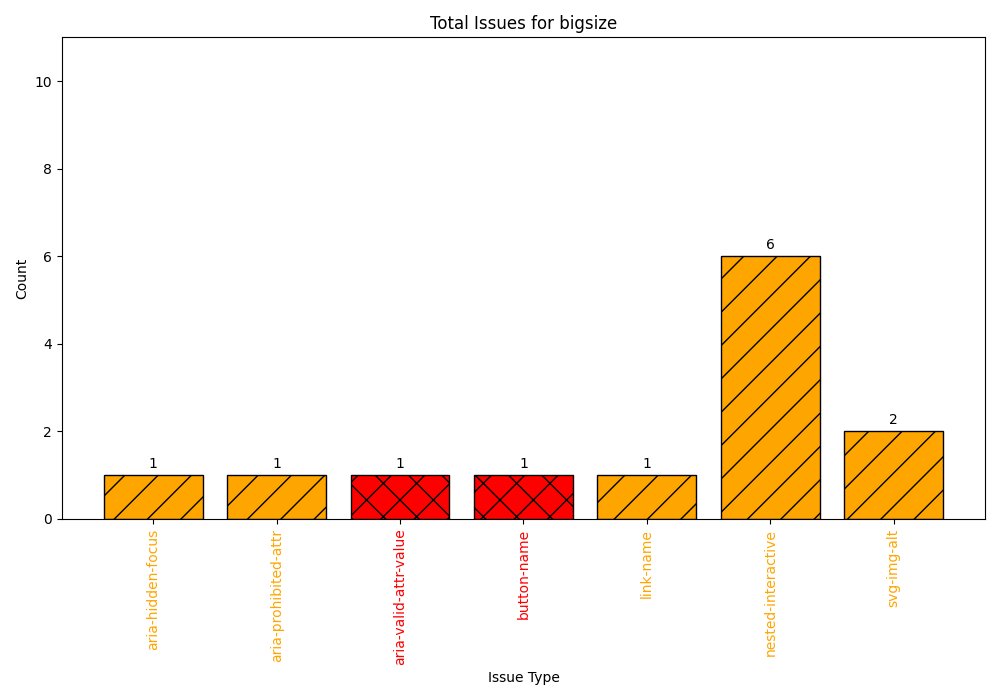 Total Issues for bigsize
Count
10
8
6
4
2
0
1
1
1
1
1
6
2
aria-hidden-focus
aria-prohibited-attr
aria-valid-attr-value
button-name
link-name
nested-interactive
svg-img-alt
Issue Type